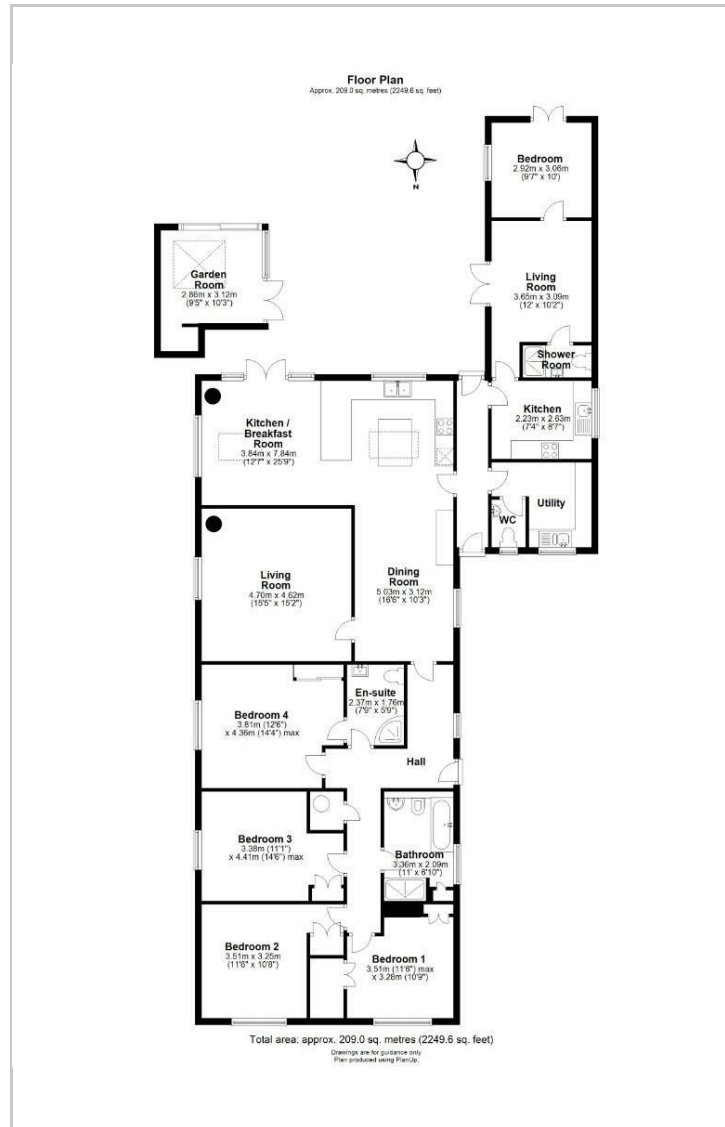 Floor Plan
Approx. 209.0 sq. metres (2249.6 sq. feet)
N
Bedroom
2.92m x 3.06m
(9'7" x 10')
Living
Room
3.65m x 3.09m
(12' x 10'2")
Garden
Room
2.86m x 3.12m
(9'5" x 10'3")
Shower
Room
Kitchen
2.23m x 2.63m
(7'4" x 8'7")
Kitchen /
Breakfast
Room
3.84m x 7.84m
(12'7" x 25'9")
Utility
WC
Living
Room
4.70m x 4.62m
(15'5" x 15'2")
Dining
Room
5.03m x 3.12m
(16'6" x 10'3")
En-suite
2.37m x 1.76m
(7'9" x 5'9")
Bedroom 4
3.81m (12'6")
x 4.36m (14'4") max
Hall
Bedroom 3
3.38m (11'1")
x 4.41m (14'6") max
Bathroom
3.36m x 2.09m
(11' x 6'10")
Bedroom 2
3.51m x 3.25m
(11'6" x 10'8")
Bedroom 1
3.51m (11'6") max
x 3.28m (10'9")
Total area: approx. 209.0 sq. metres (2249.6 sq. feet)
Drawings are for guidance only
Plan produced using PlanUp.